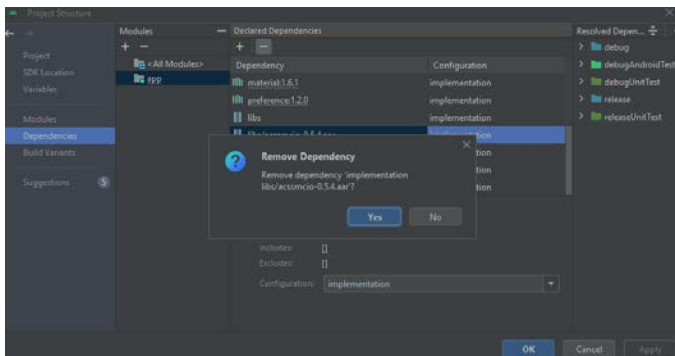 Project Structure
Project
SDK Location
Variables
Modules
Dependencies
Build Variants
Suggestions 5
Modules
<All Modules>
app
Declared Dependencies
Dependency Configuration
material:1.6.1 implementation
preference:1.2.0 implementation
libs implementation
Remove Dependency
Remove dependency 'implementation
libs/acssmcio-0.5.4.aar'?
Yes No
Includes: []
Excludes: []
Configuration: implementation
Resolved Depen...
debug
debugAndroidTest
debugUnitTest
release
releaseUnitTest
OK Cancel Apply